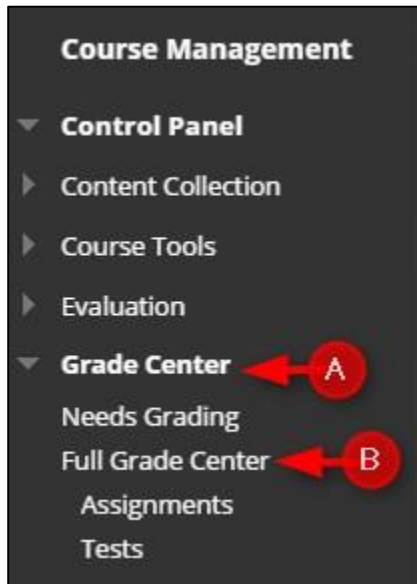 Course Management
Control Panel
Content Collection
Course Tools
Evaluation
Grade Center A
Needs Grading
Full Grade Center B
Assignments
Tests